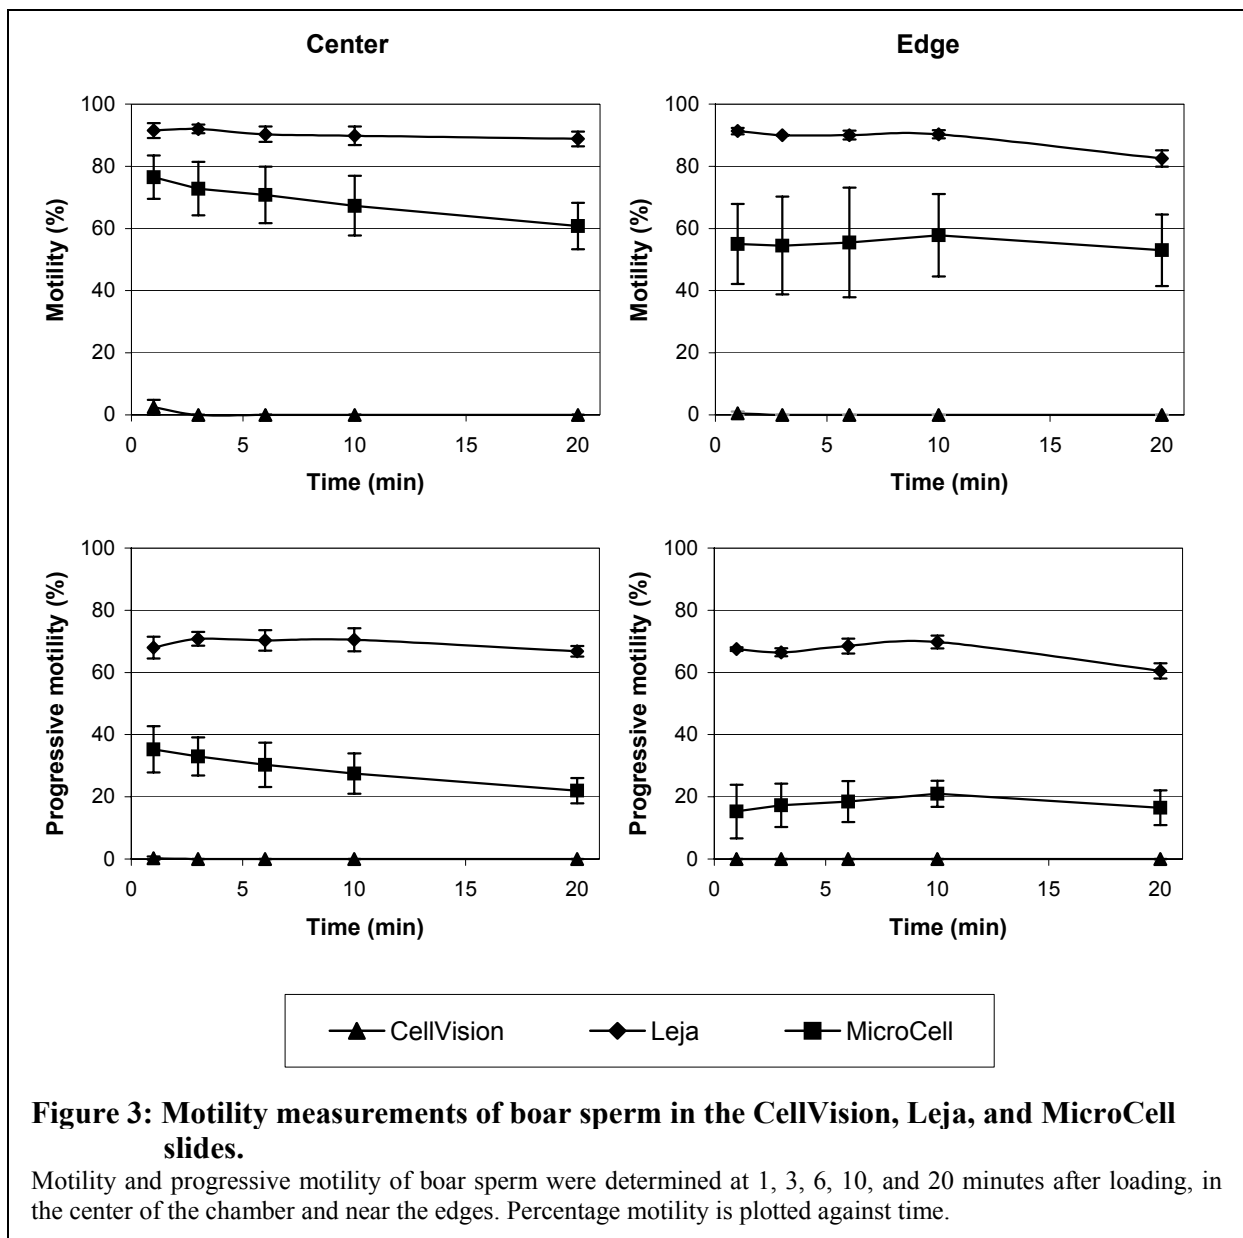 Center
Edge
100
80
60
40
20
0
Motility (%)
0 5 10 15 20
Time (min)
100
80
60
40
20
0
Motility (%)
0 5 10 15 20
Time (min)
100
80
60
40
20
0
Progressive motility (%)
0 5 10 15 20
Time (min)
100
80
60
40
20
0
Progressive motility (%)
0 5 10 15 20
Time (min)
CellVision Leja MicroCell
Figure 3: Motility measurements of boar sperm in the CellVision, Leja, and MicroCell
slides.
Motility and progressive motility of boar sperm were determined at 1, 3, 6, 10, and 20 minutes after loading, in
the center of the chamber and near the edges. Percentage motility is plotted against time.